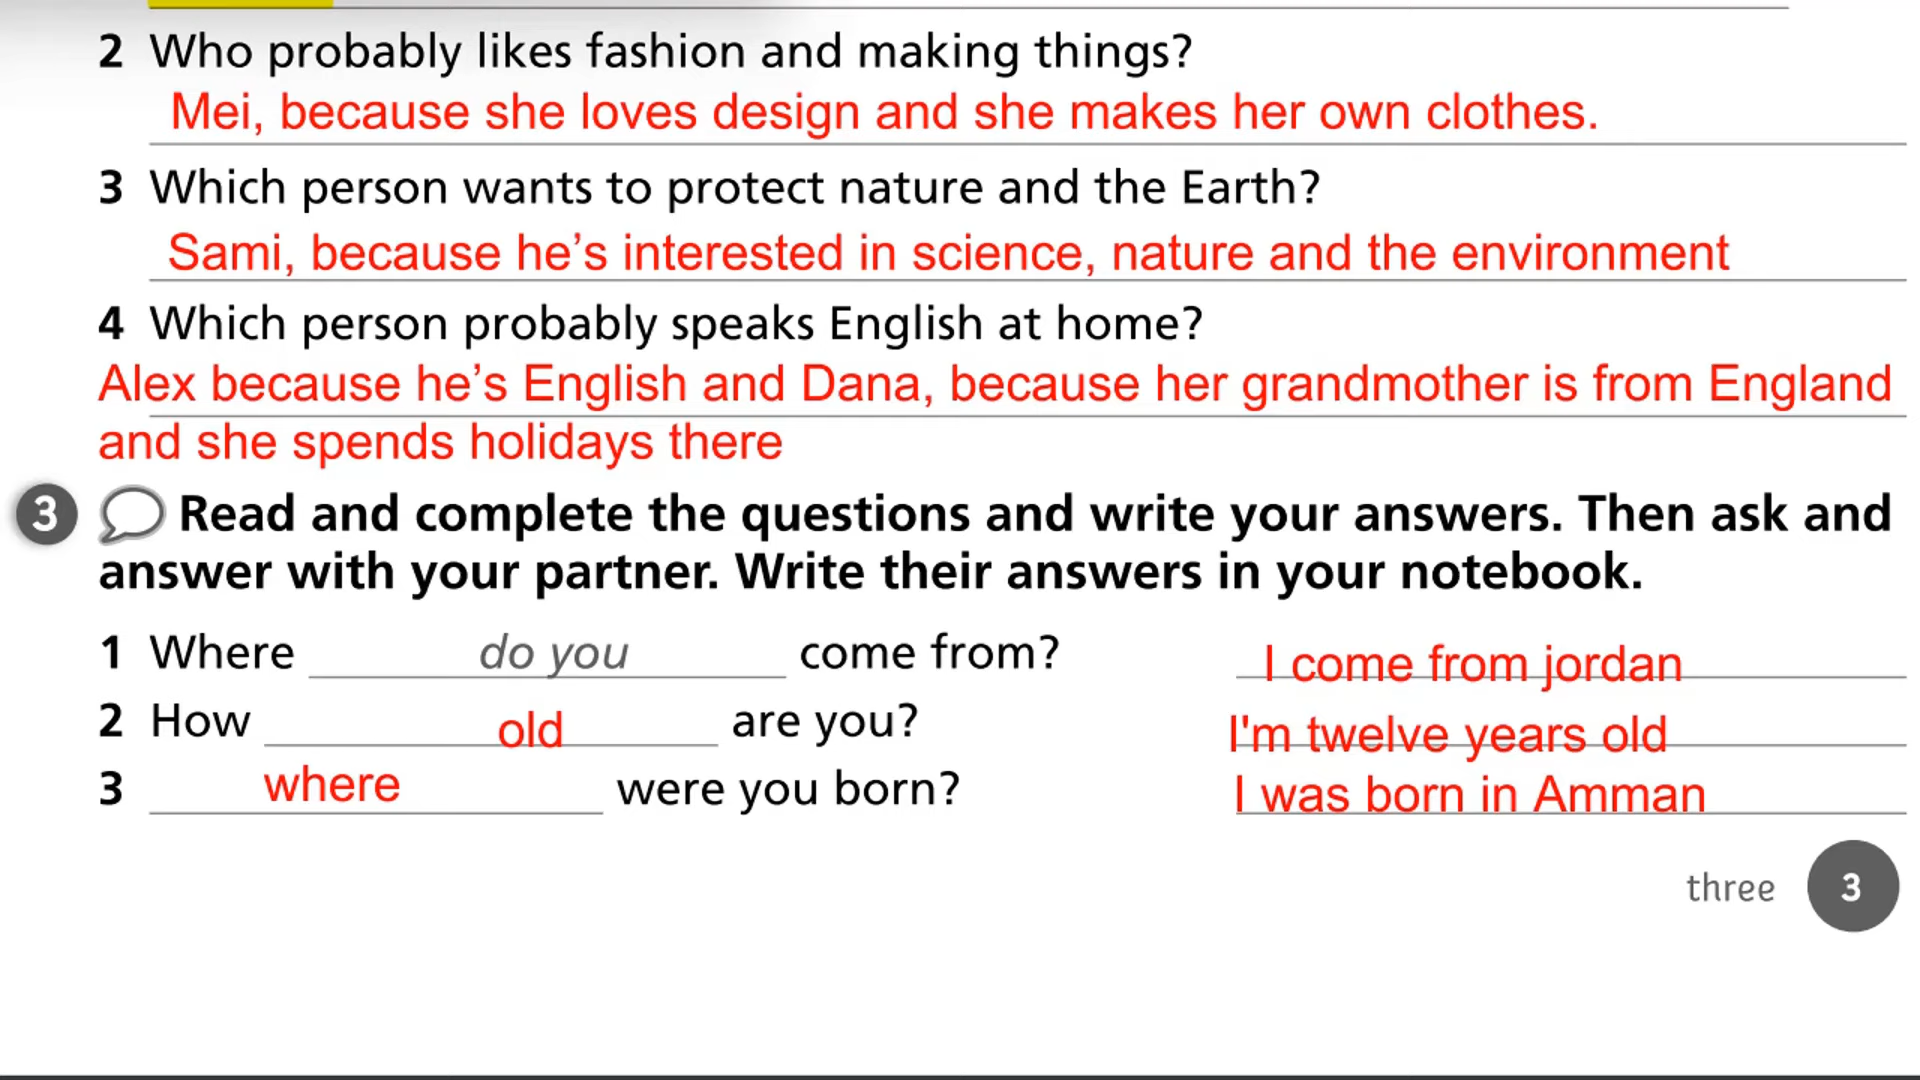 2 Who probably likes fashion and making things?
Mei, because she loves design and she makes her own clothes.
3 Which person wants to protect nature and the Earth?
Sami, because he’s interested in science, nature and the environment
4 Which person probably speaks English at home?
Alex because he’s English and Dana, because her grandmother is from England
and she spends holidays there
3 Read and complete the questions and write your answers. Then ask and
answer with your partner. Write their answers in your notebook.
1 Where do you come from? I come from jordan
2 How old are you? I'm twelve years old
3 where were you born? I was born in Amman
three 3